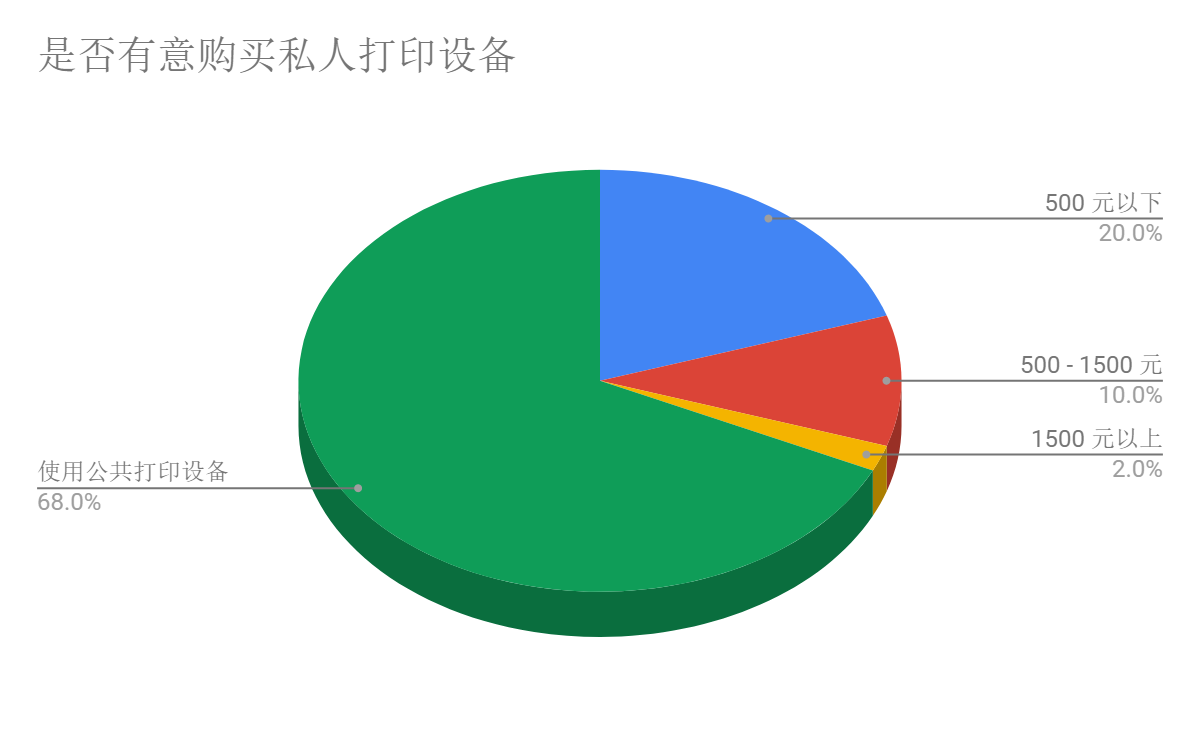 是否有意购买私人打印设备
500 元以下
20.0%
500 - 1500 元
10.0%
1500 元以上
2.0%
使用公共打印设备
68.0%